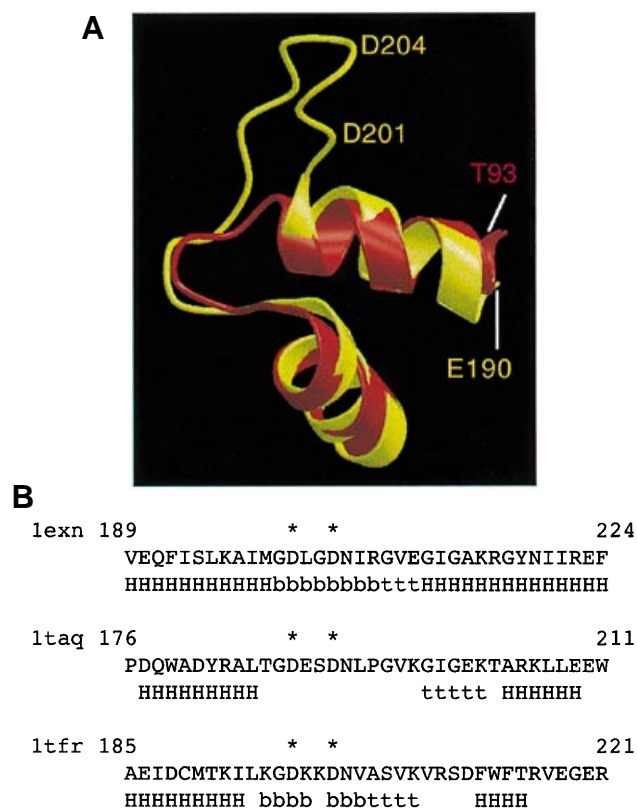 A
D204
D201
T93
E190
B
* *
1exn 189 224
VEQFISLKAIMGDLGDNIRGVEGIGAKRGYNIIREF
HHHHHHHHHHHbbbbbbbbtttHHHHHHHHHHHHHH
* *
1taq 176 211
PDQWADYRALTGDESDNLPGVKGIGEKTARKLLEEW
HHHHHHHHH ttttt HHHHHH
* *
1tfr 185 221
AEIDCMTKILKGDKKDNVASVKVRSDFWFTRVEGER
HHHHHHHHH bbbb bbbtttt HHHH